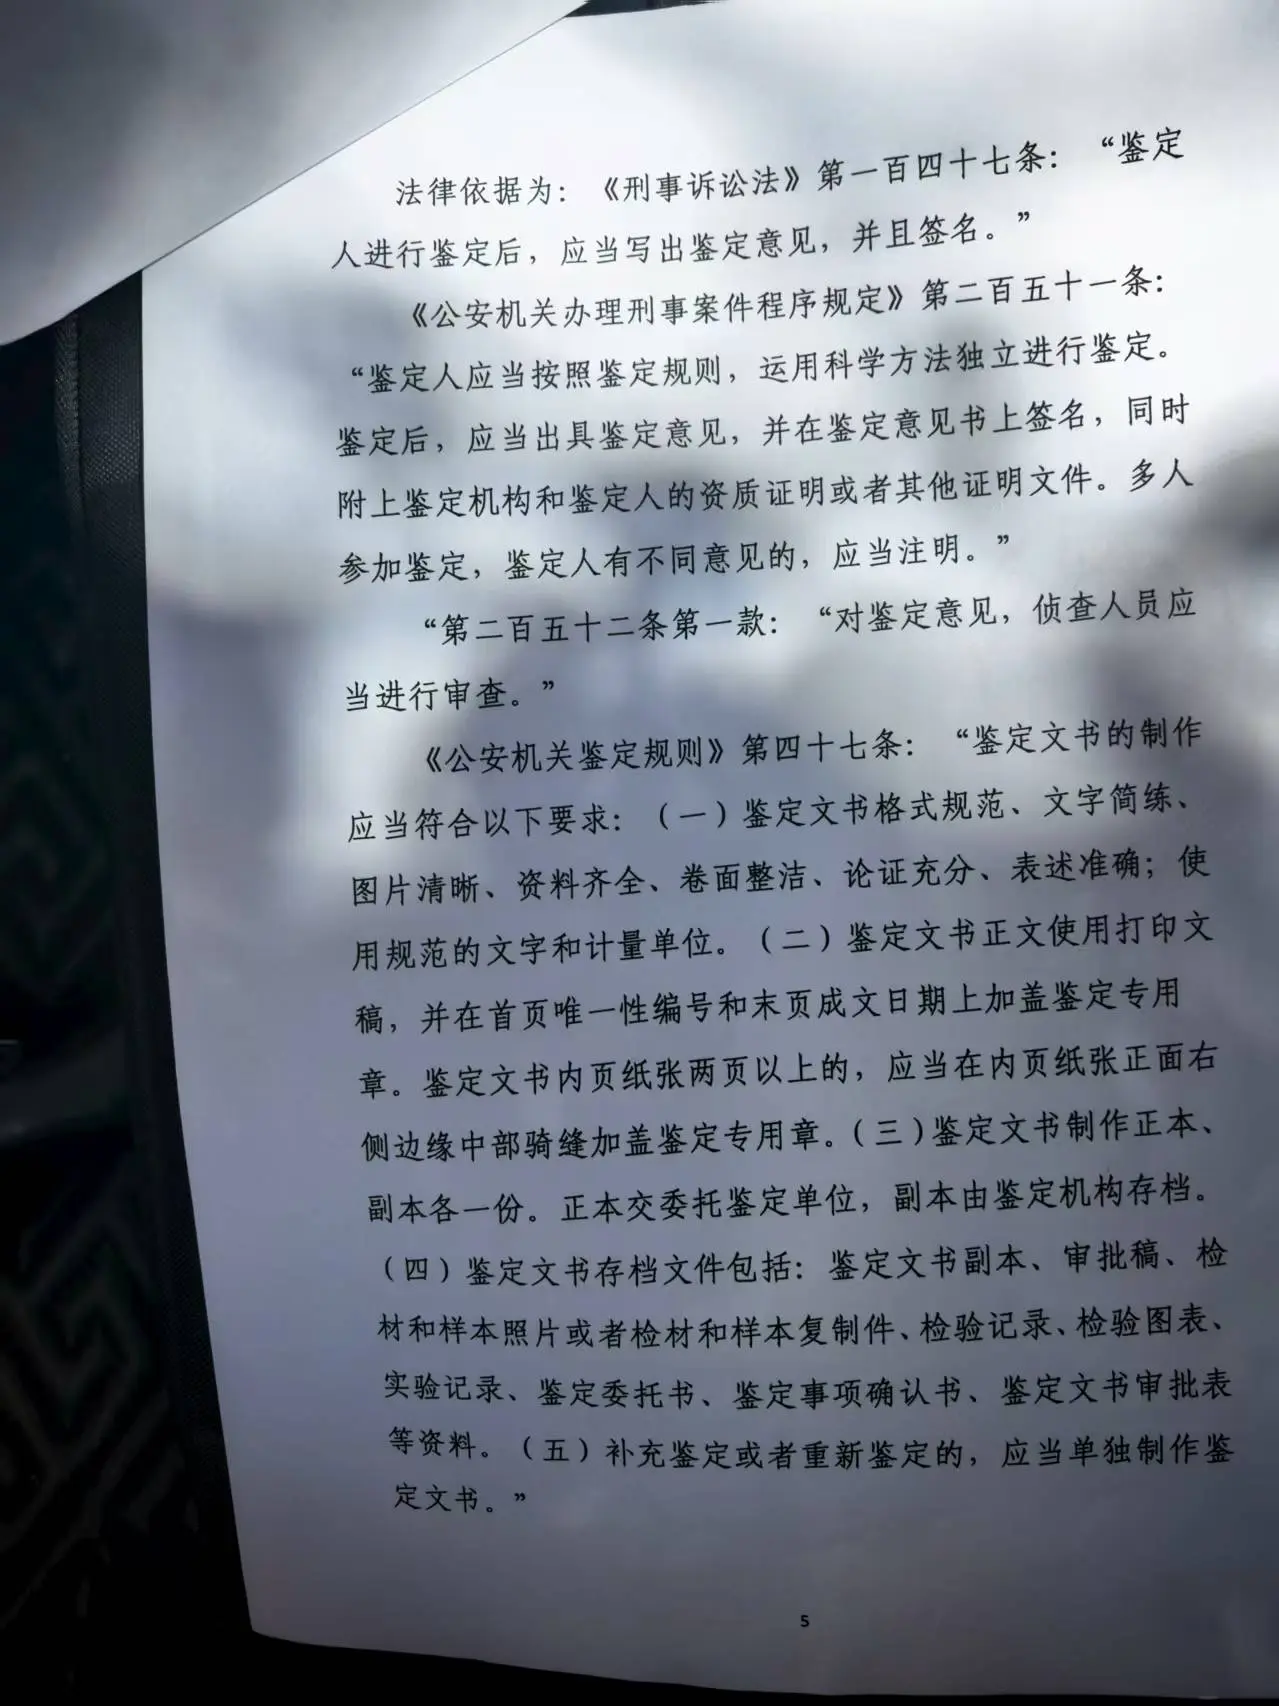 法律依据为：《刑事诉讼法》第一百四十七条：“鉴定
人进行鉴定后，应当写出鉴定意见，并且签名。”
《公安机关办理刑事案件程序规定》第二百五十一条：
“鉴定人应当按照鉴定规则，运用科学方法独立进行鉴定。
鉴定后，应当出具鉴定意见，并在鉴定意见书上签名，同时
附上鉴定机构和鉴定人的资质证明或者其他证明文件。多人
参加鉴定，鉴定人有不同意见的，应当注明。”
“第二百五十二条第一款：“对鉴定意见，侦查人员应
当进行审查。”
《公安机关鉴定规则》第四十七条：“鉴定文书的制作
应当符合以下要求：（一）鉴定文书格式规范、文字简练、
图片清晰、资料齐全、卷面整洁、论证充分、表述准确；使
用规范的文字和计量单位。（二）鉴定文书正文使用打印文
稿，并在首页唯一性编号和末页成文日期上加盖鉴定专用
章。鉴定文书内页纸张两页以上的，应当在内页纸张正面右
侧边缘中部骑缝加盖鉴定专用章。（三）鉴定文书制作正本、
副本各一份。正本交委托鉴定单位，副本由鉴定机构存档。
（四）鉴定文书存档文件包括：鉴定文书副本、审批稿、检
材和样本照片或者检材和样本复制件、检验记录、检验图表、
实验记录、鉴定委托书、鉴定事项确认书、鉴定文书审批表
等资料。（五）补充鉴定或者重新鉴定的，应当单独制作鉴
定文书。”
5